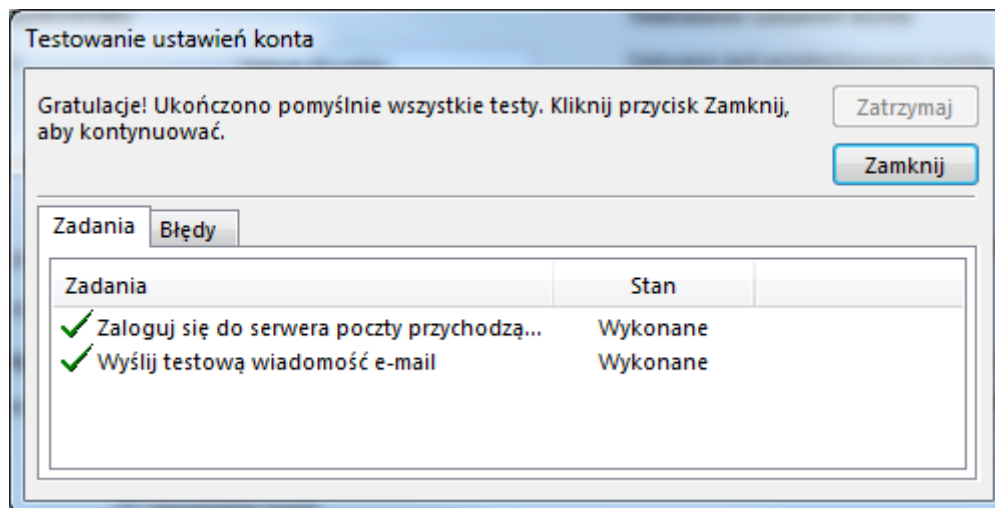 Testowanie ustawień konta
Gratulacje! Ukończono pomyślnie wszystkie testy. Kliknij przycisk Zamknij,
aby kontynuować.
Zatrzymaj
Zamknij
Zadania Błędy
Zadania Stan
Zaloguj się do serwera poczty przychodzą... Wykonane
Wyślij testową wiadomość e-mail Wykonane